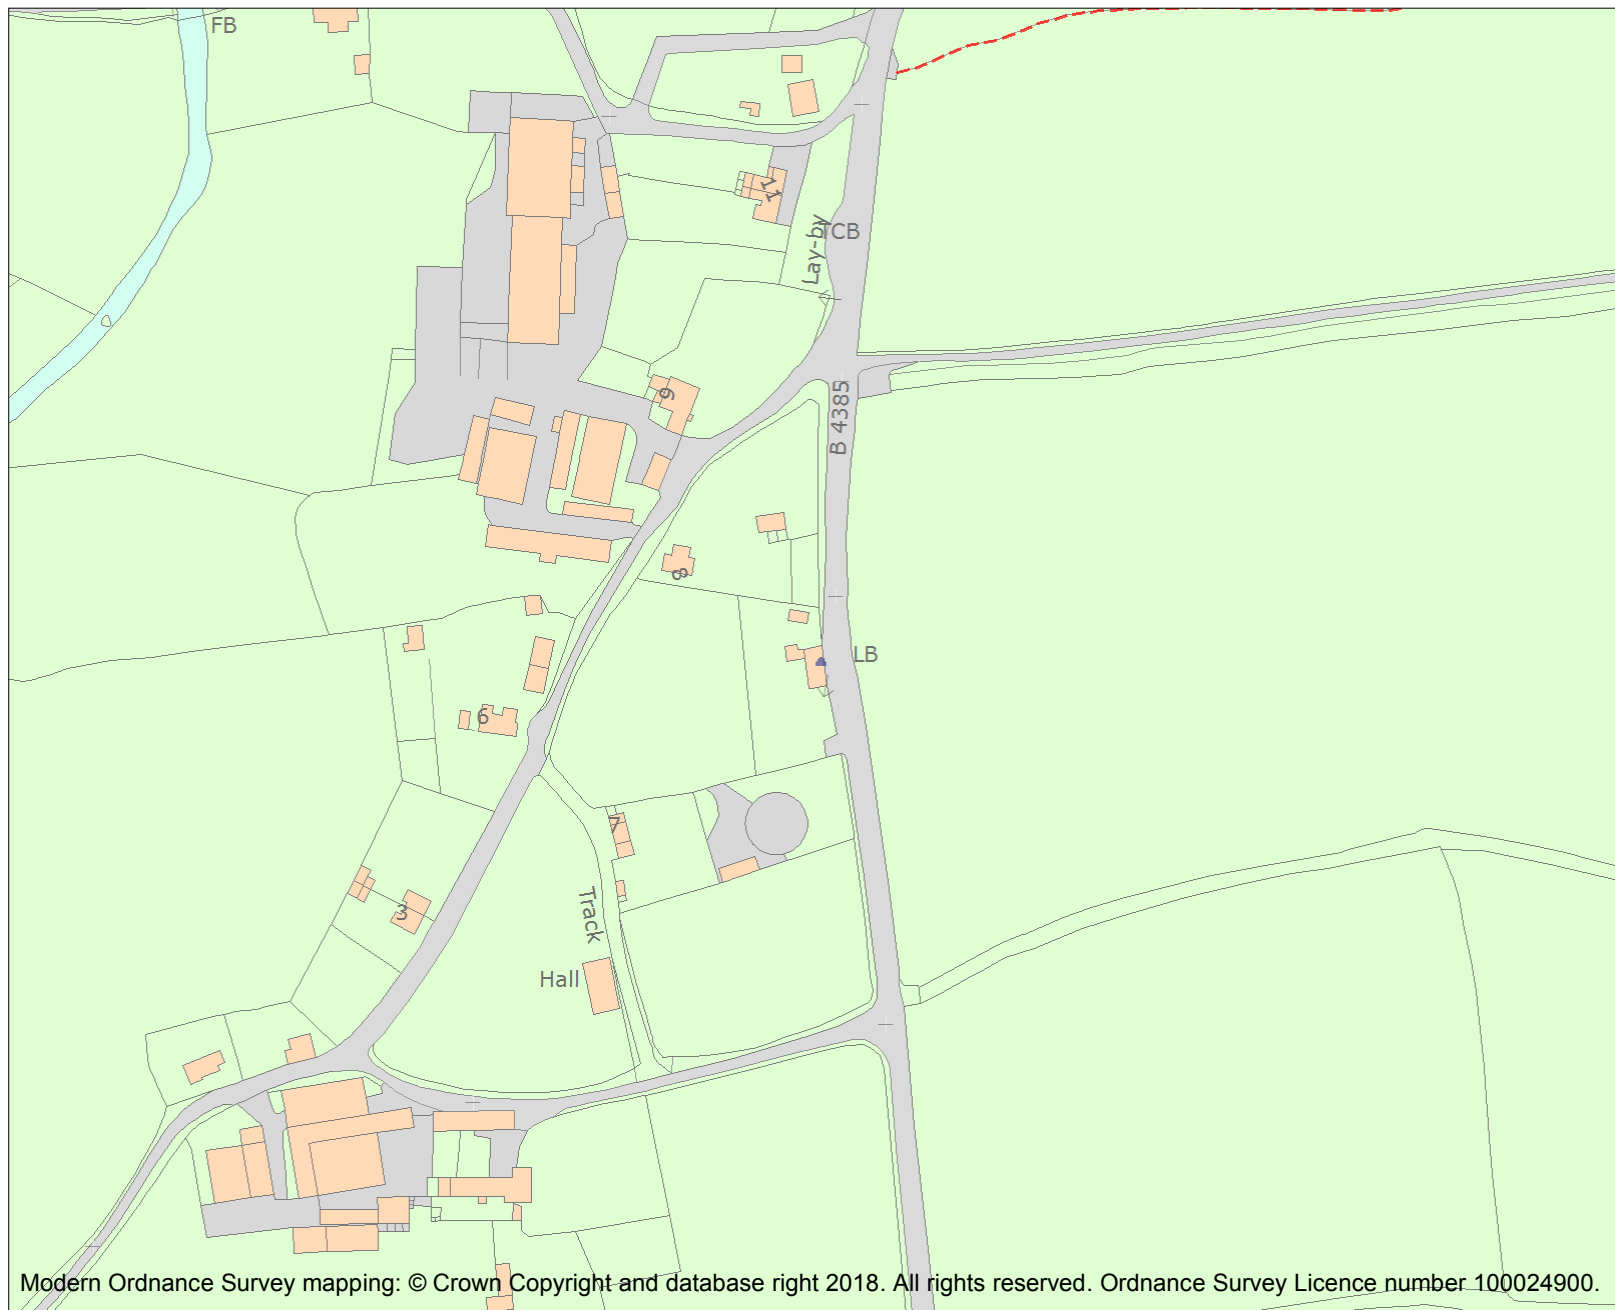 FB
11
TCB
Lay-by
9
B 4385
8
LB
6
7
3
Track
Hall
Modern Ordnance Survey mapping: © Crown Copyright and database right 2018. All rights reserved. Ordnance Survey Licence number 100024900.